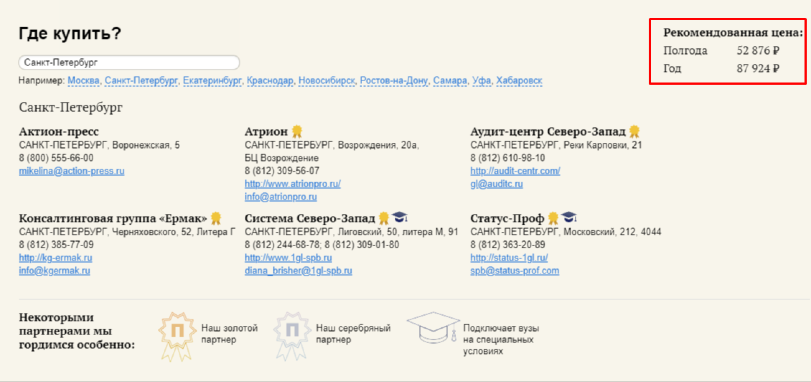 Где купить?
Рекомендованная цена:
Полгода 52 876 ₽
Год 87 924 ₽
Санкт-Петербург
Например: Москва, Санкт-Петербург, Екатеринбург, Краснодар, Новосибирск, Ростов-на-Дону, Самара, Уфа, Хабаровск
Санкт-Петербург
Актион-пресс
САНКТ-ПЕТЕРБУРГ, Воронежская, 5
8 (800) 555-66-00
mikelina@action-press.ru
Атрион
САНКТ-ПЕТЕРБУРГ, Возрождения, 20а,
БЦ Возрождение
8 (812) 309-56-07
http://www.atrionpro.ru/
info@atrionpro.ru
Аудит-центр Северо-Запад
САНКТ-ПЕТЕРБУРГ, Реки Карповки, 21
8 (812) 610-98-10
http://audit-centr.com/
gl@auditc.ru
Консалтинговая группа «Ермак»
САНКТ-ПЕТЕРБУРГ, Черняховского, 52, Литера Г
8 (812) 385-77-09
http://kg-ermak.ru
info@kgermak.ru
Система Северо-Запад
САНКТ-ПЕТЕРБУРГ, Лиговский, 50, литера М, 91
8 (812) 244-68-78; 8 (812) 309-01-80
http://www.1gl-spb.ru
diana_brisher@1gl-spb.ru
Статус-Проф
САНКТ-ПЕТЕРБУРГ, Московский, 212, 4044
8 (812) 363-20-89
http://status-1gl.ru/
spb@status-prof.com
Некоторыми
партнерами мы
гордимся особенно:
П
Наш золотой
партнер
П
Наш серебряный
партнер
Подключает вузы
на специальных
условиях